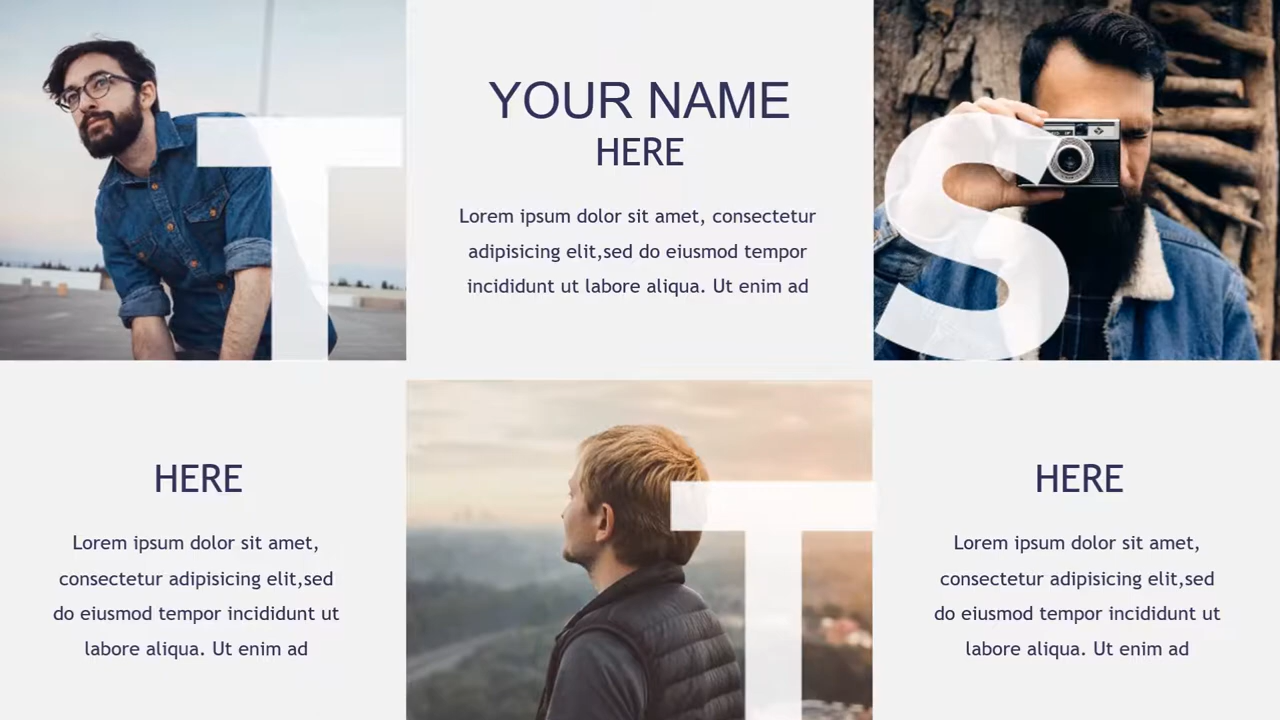 T
YOUR NAME
HERE
Lorem ipsum dolor sit amet, consectetur
adipisicing elit,sed do eiusmod tempor
incididunt ut labore aliqua. Ut enim ad
S
HERE
Lorem ipsum dolor sit amet,
consectetur adipisicing elit,sed
do eiusmod tempor incididunt ut
labore aliqua. Ut enim ad
T
HERE
Lorem ipsum dolor sit amet,
consectetur adipisicing elit,sed
do eiusmod tempor incididunt ut
labore aliqua. Ut enim ad